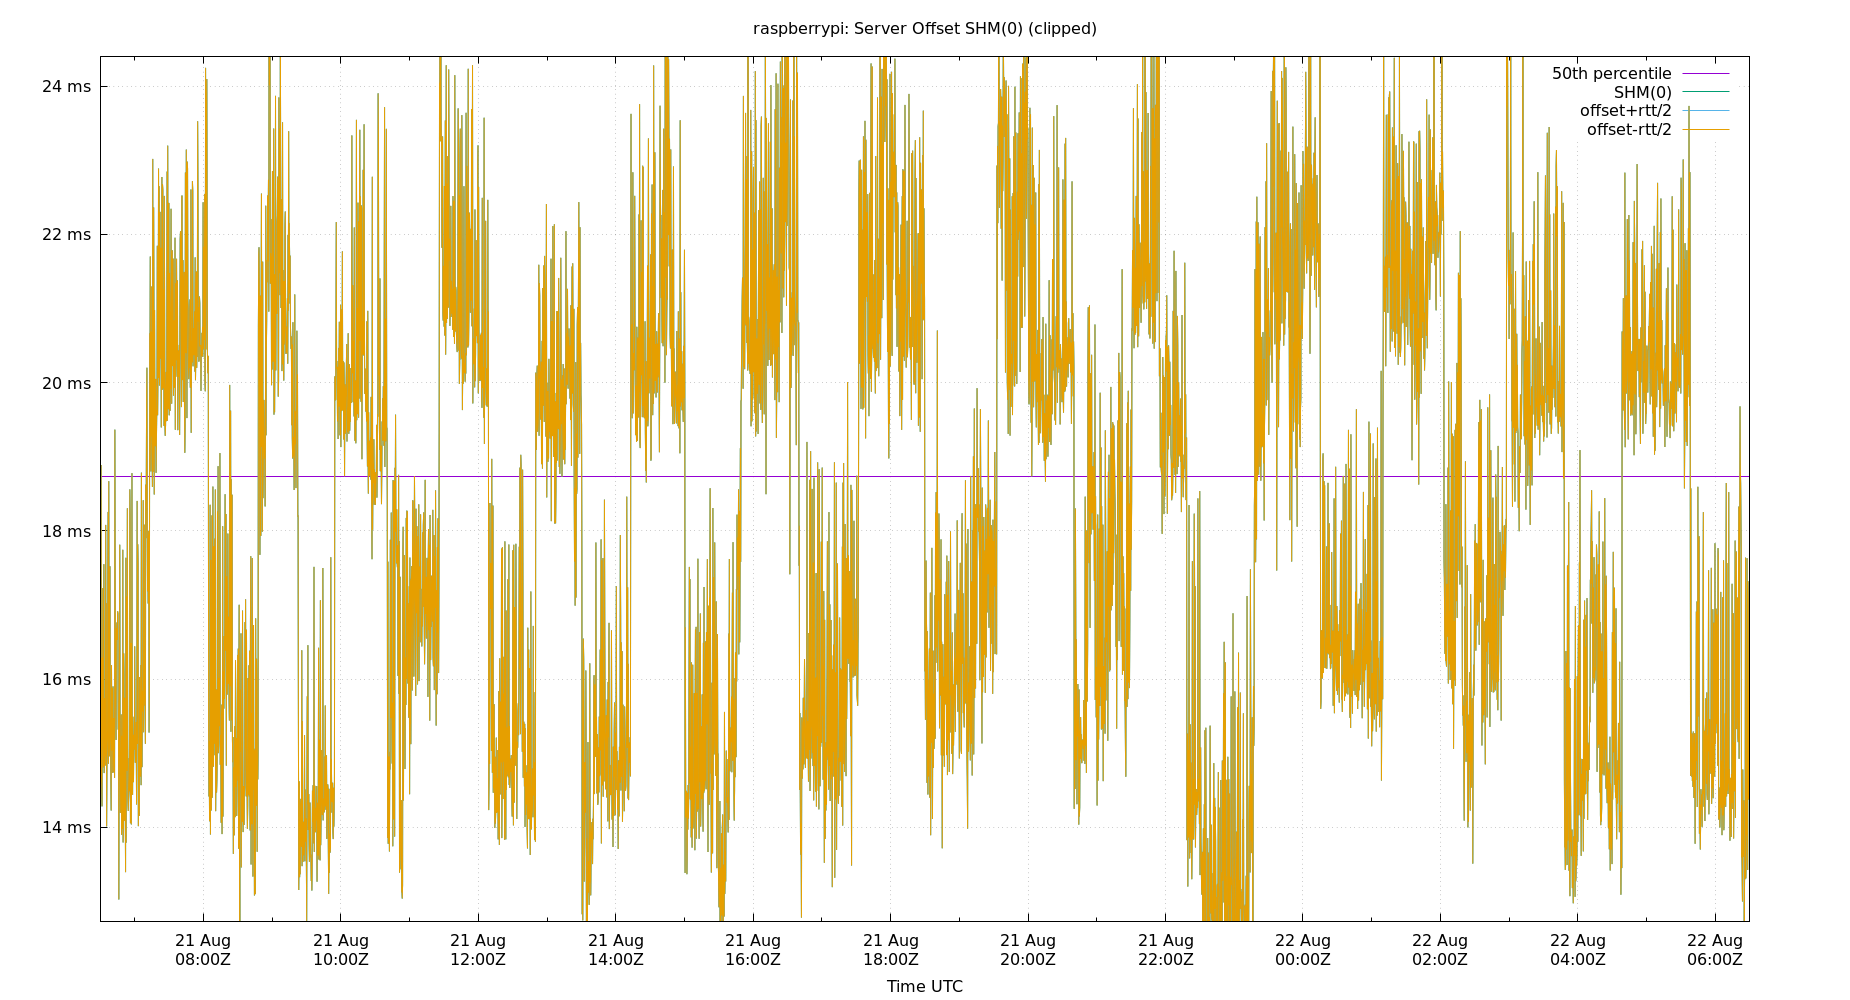 raspberrypi: Server Offset SHM(0) (clipped)
50th percentile
SHM(0)
offset+rtt/2
offset-rtt/2
24 ms
22 ms
20 ms
18 ms
16 ms
14 ms
21 Aug 21 Aug 21 Aug 21 Aug 21 Aug 21 Aug 21 Aug 21 Aug 22 Aug 22 Aug 22 Aug 22 Aug
08:00Z 10:00Z 12:00Z 14:00Z 16:00Z 18:00Z 20:00Z 22:00Z 00:00Z 02:00Z 04:00Z 06:00Z
Time UTC